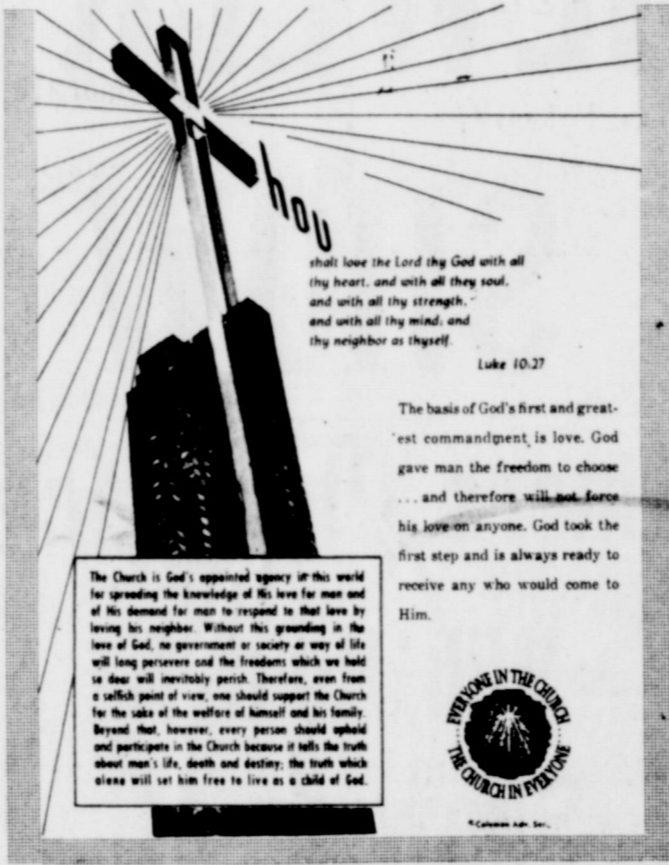 hou
shalt love the Lord thy God with all
thy heart, and with all they soul,
and with all thy strength,
and with all thy mind; and
thy neighbor as thyself.
Luke 10:27
The basis of God's first and great-
est commandment is love. God
gave man the freedom to choose
... and therefore will not force
his love on anyone. God took the
first step and is always ready to
receive any who would come to
Him.
The Church is God's appointed agency in this world
for spreading the knowledge of His love for man and
of His demand for man to respond to that love by
loving his neighbor. Without this grounding in the
love of God, no government or society or way of life
will long persevere and the freedoms which we hold
so dear will inevitably perish. Therefore, even from
a selfish point of view, one should support the Church
for the sake of the welfare of himself and his family.
Beyond that, however, every person should uphold
and participate in the Church because it tells the truth
about man's life, death and destiny; the truth which
alone will set him free to live as a child of God.
EVERYONE IN THE CHURCH
THE CHURCH IN EVERYONE
© Coleman Adv. Ser.